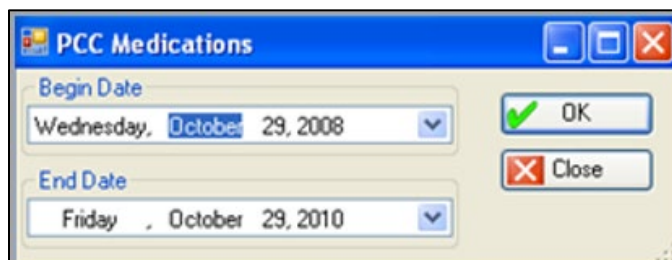 PCC Medications
Begin Date
Wednesday, October 29, 2008
OK
End Date
Friday , October 29, 2010
Close